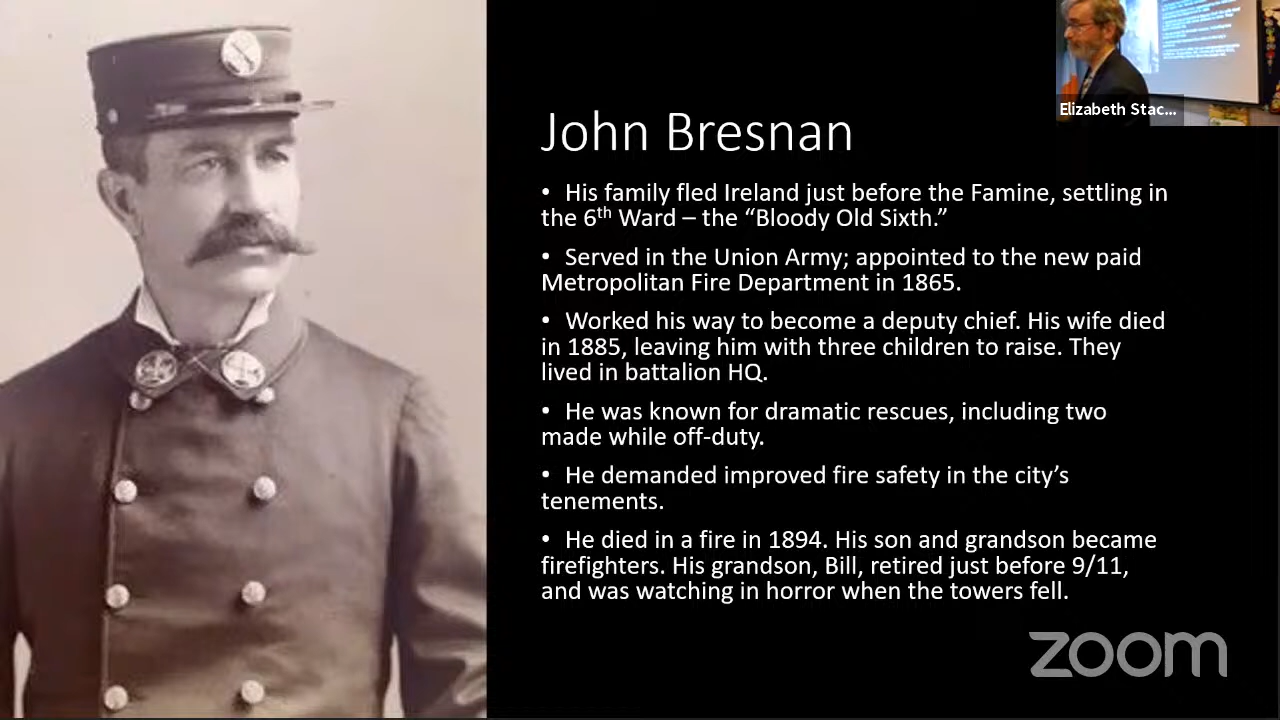 Elizabeth Stac...
John Bresnan
• His family fled Ireland just before the Famine, settling in
the 6th Ward – the “Bloody Old Sixth.”
• Served in the Union Army; appointed to the new paid
Metropolitan Fire Department in 1865.
• Worked his way to become a deputy chief. His wife died
in 1885, leaving him with three children to raise. They
lived in battalion HQ.
• He was known for dramatic rescues, including two
made while off-duty.
• He demanded improved fire safety in the city’s
tenements.
• He died in a fire in 1894. His son and grandson became
firefighters. His grandson, Bill, retired just before 9/11,
and was watching in horror when the towers fell.
zoom